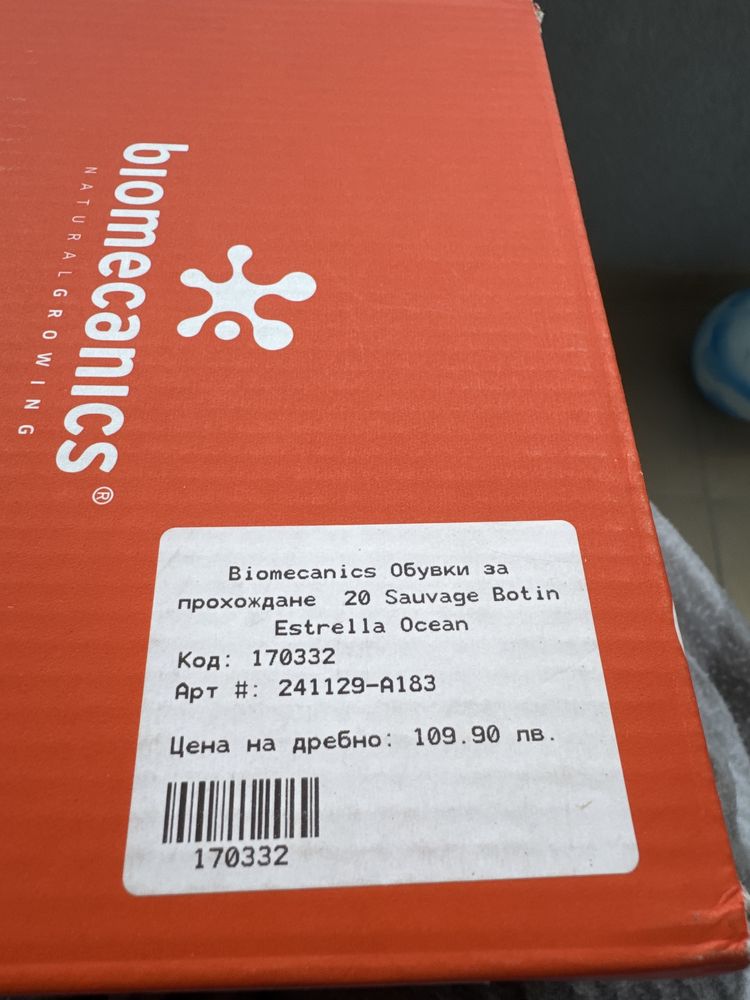 biomecanics®
NATURALGROWING
Biomecanics Обувки за
прохождане 20 Sauvage Botin
Estrella Ocean
Код: 170332
Арт #: 241129-A183
Цена на дребно: 109.90 лв.
170332